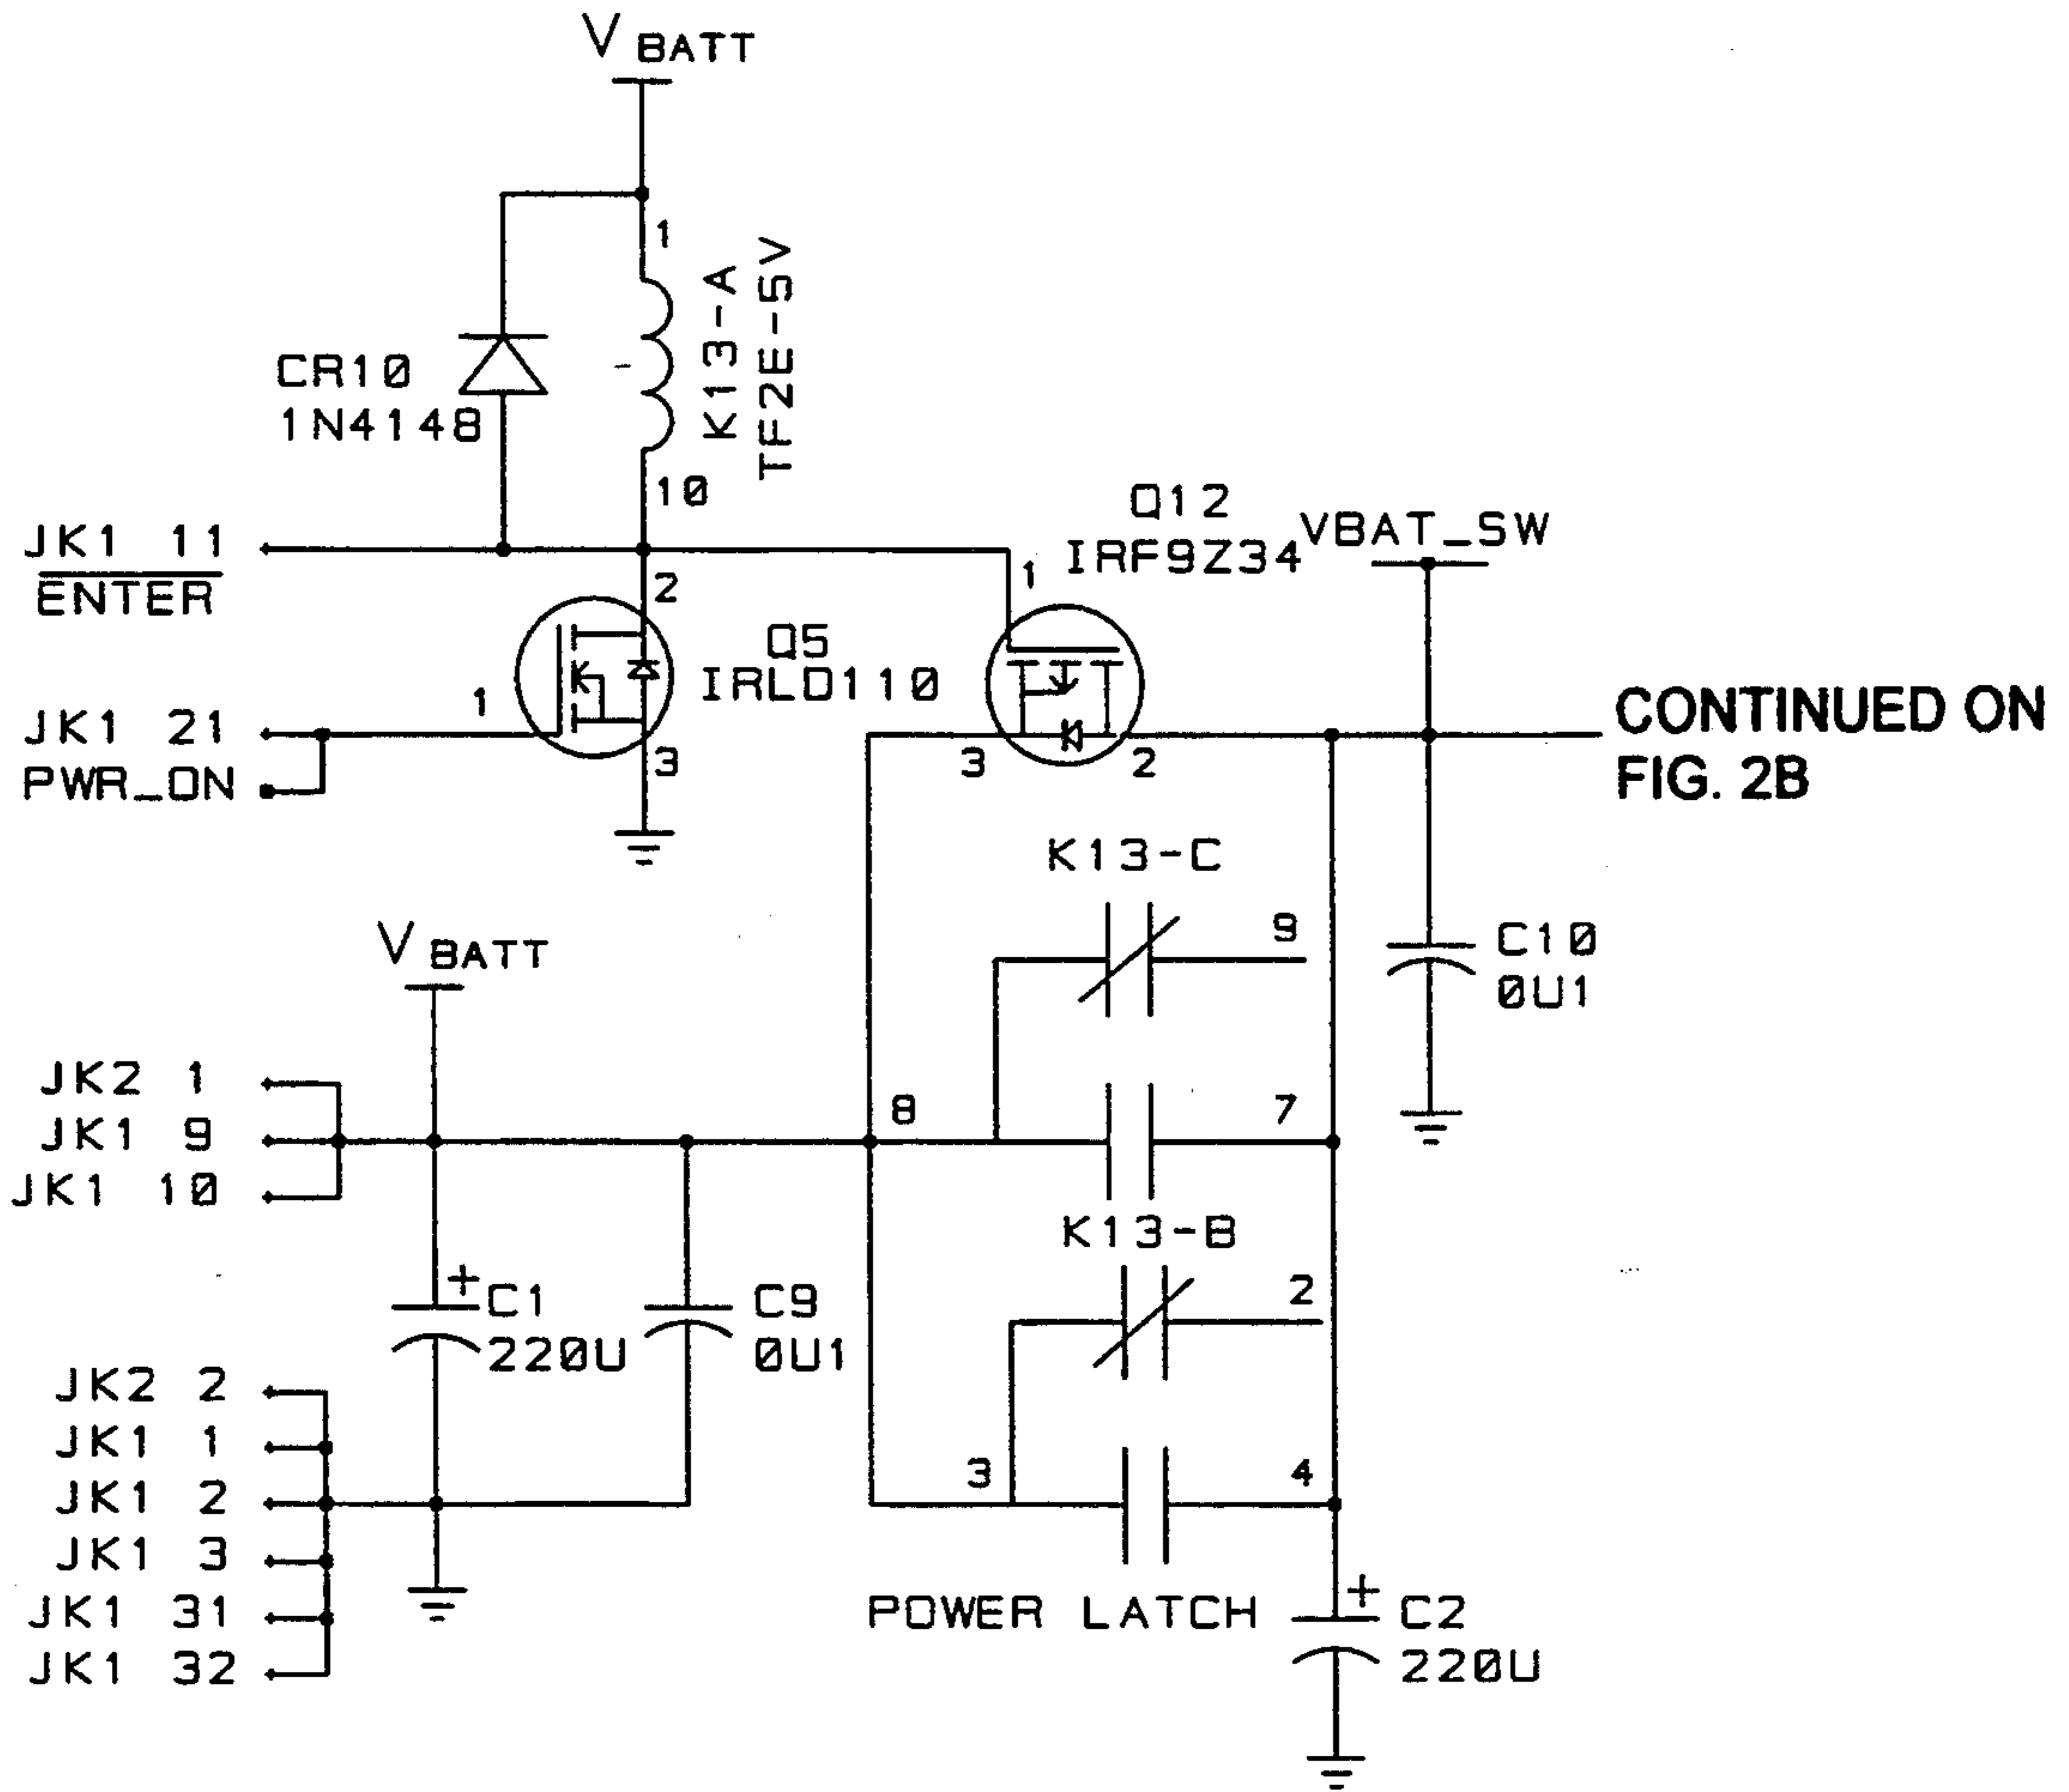 VBATT
1
K13-A
TF2E-5V
CR10
1N4148
10
JK1 11
ENTER
2
Q12
IRF9Z34
1
VBAT_SW
Q5
IRLD110
1
JK1 21
PWR_ON
3
3
2
CONTINUED ON
FIG. 2B
K13-C
9
VBATT
C10
0U1
JK2 1
JK1 9
JK1 10
8
7
K13-B
2
+
C1
220U
C9
0U1
JK2 2
JK1 1
JK1 2
JK1 3
JK1 31
JK1 32
3
4
POWER LATCH
+
C2
220U